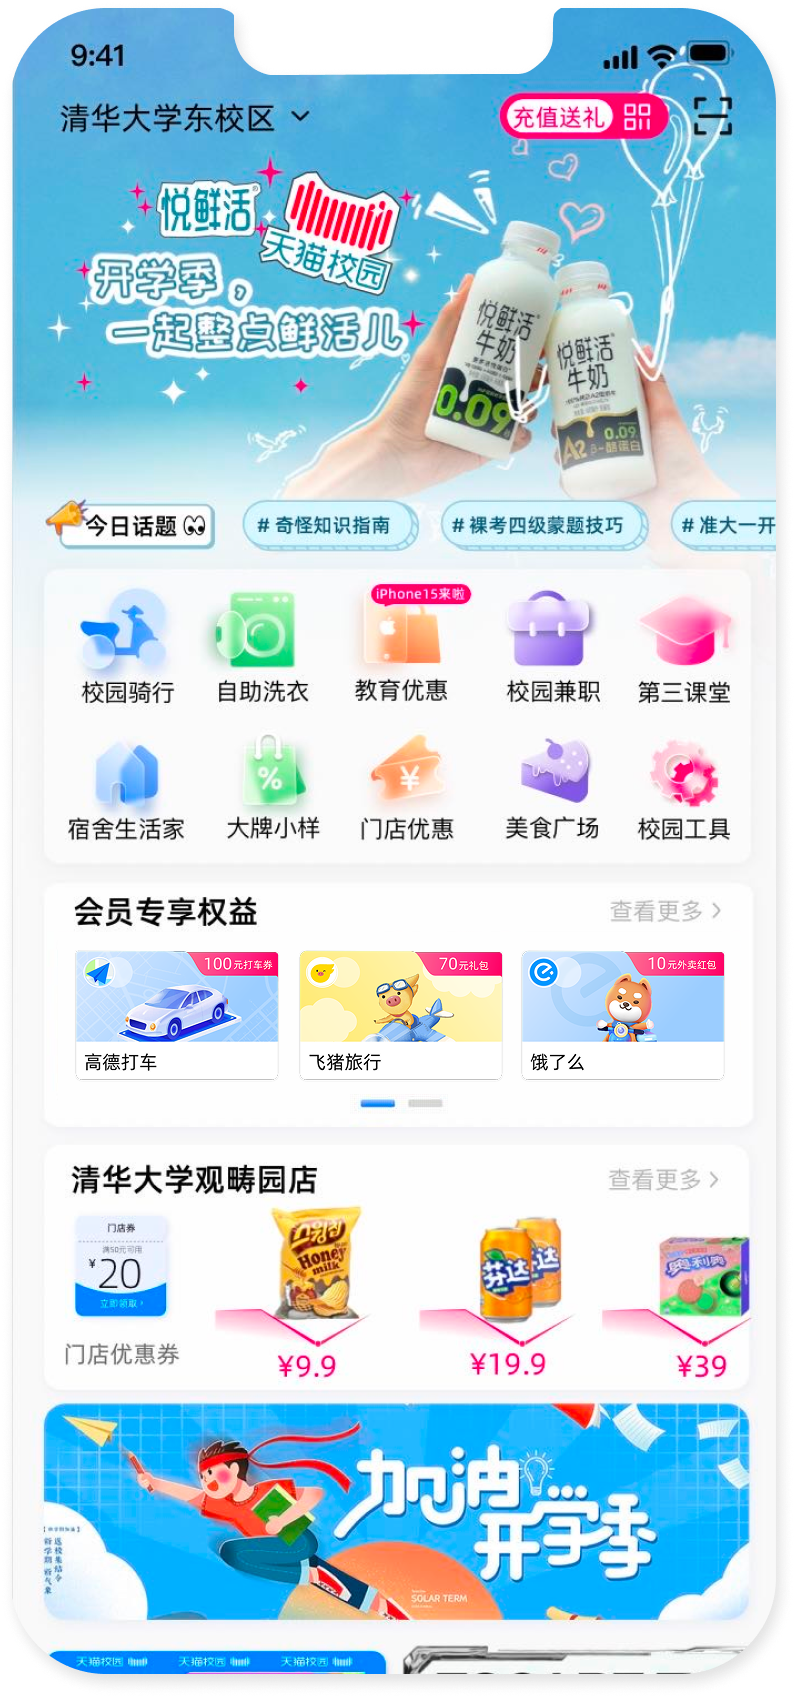 9:41
清华大学东校区
充值送礼
悦鲜活
天猫校园
开学季，
一起整点鲜活儿
悦鲜活
牛奶
0.09
悦鲜活
牛奶
0.09
A2 β-酪蛋白
今日话题
# 奇怪知识指南
# 裸考四级蒙题技巧
# 准大一开
iPhone15来啦
校园骑行
自助洗衣
教育优惠
校园兼职
第三课堂
宿舍生活家
大牌小样
门店优惠
美食广场
校园工具
会员专享权益
查看更多
100元打车券
70元礼包
10元外卖红包
高德打车
飞猪旅行
饿了么
清华大学观畴园店
查看更多
门店券
满50元可用
¥20
立即领取
Honey
milk
芬达
奥利奥
门店优惠券
¥9.9
¥19.9
¥39
加油
开学季
SOLAR TERM
天猫校园
天猫校园
天猫校园